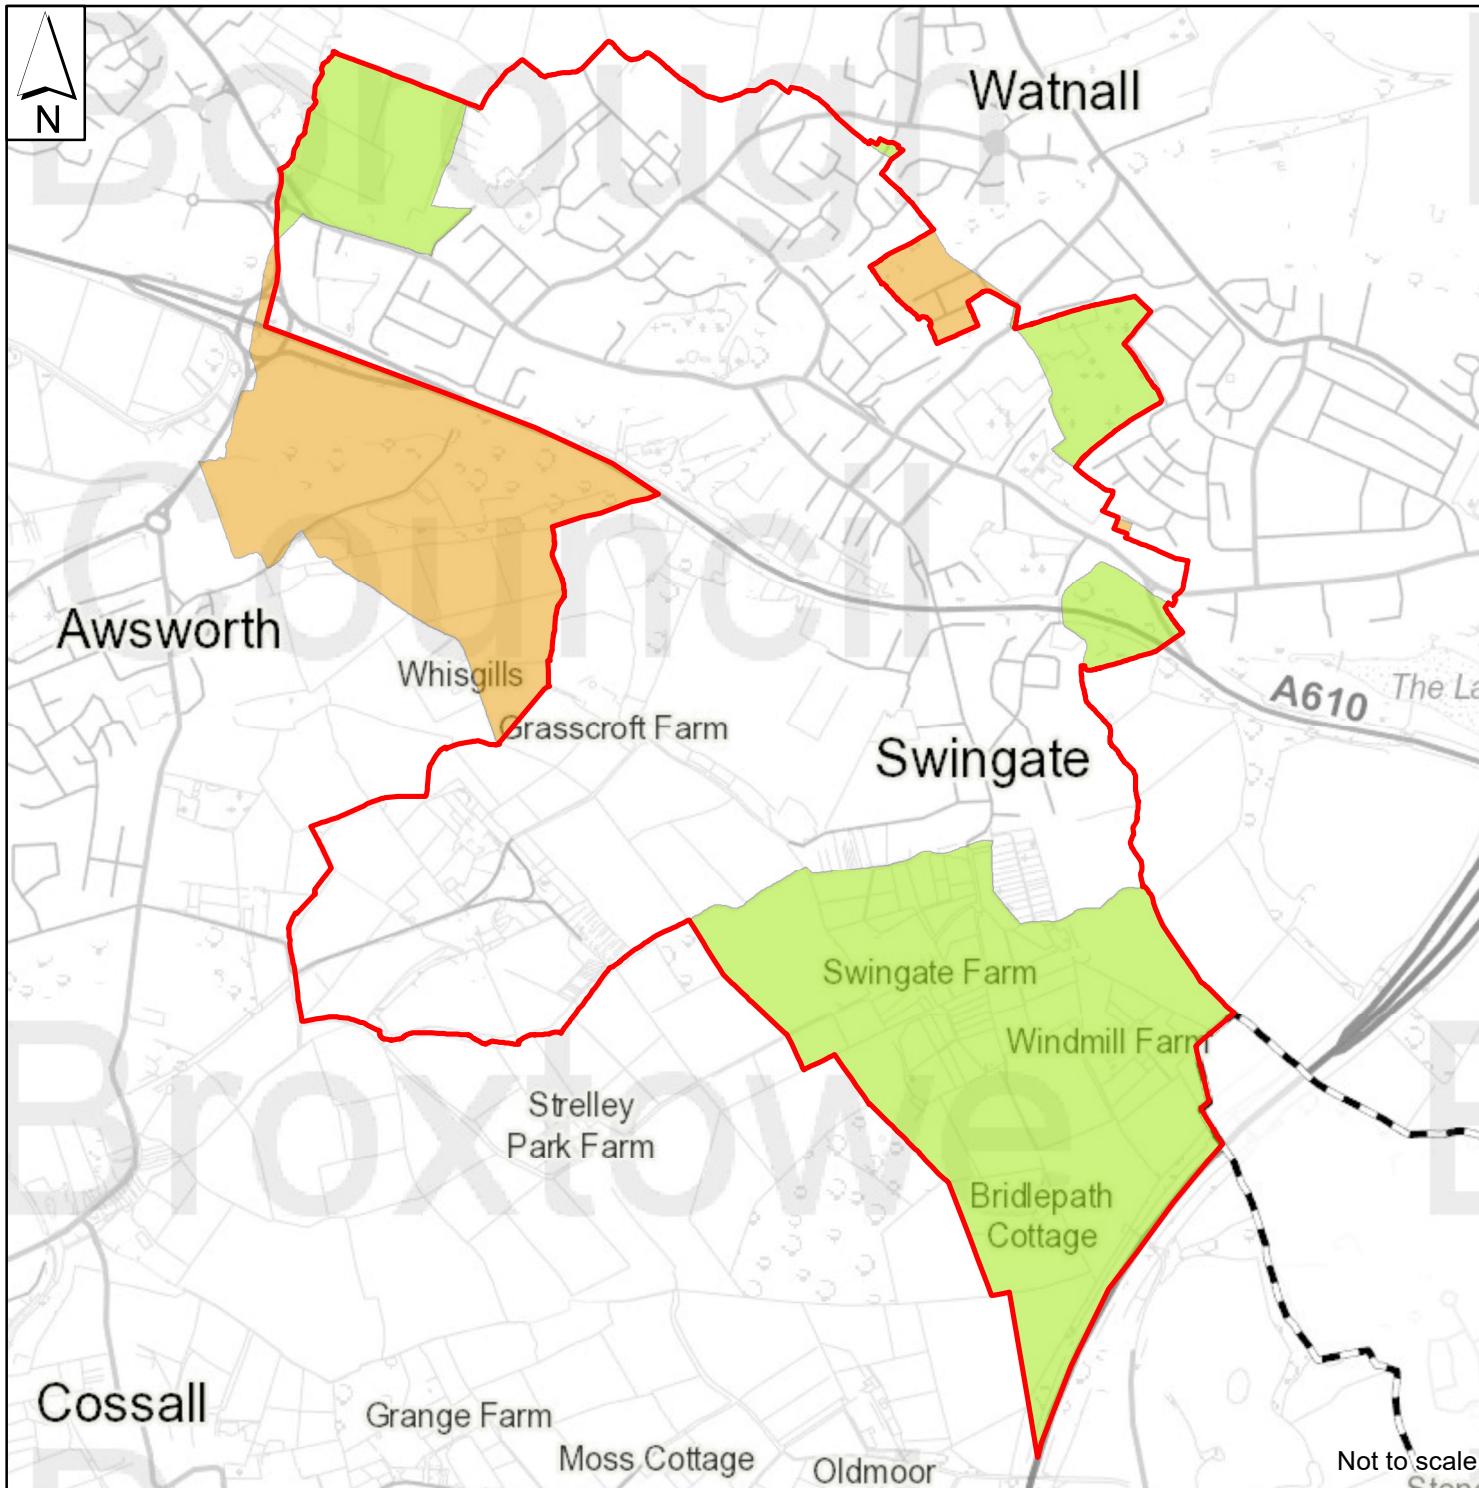 N
Borough
Watnall
Council
Awsworth
Whisgills
Grasscroft Farm
A610
Swingate
Swingate Farm
Windmill Farm
Broxtowe
Strelley
Park Farm
Bridlepath
Cottage
Cossall
Grange Farm
Moss Cottage
Oldmoor
Not to scale